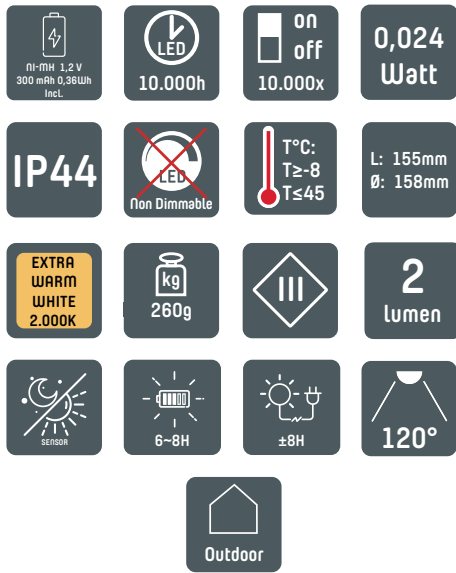 NI-MH 1,2 V
300 mAh 0,36Wh
Incl.
LED
10.000h
on
off
10.000x
0,024
Watt
IP44
LED
Non Dimmable
T°C:
T≥-8
T≤45
L: 155mm
Ø: 158mm
EXTRA
WARM
WHITE
2.000K
kg
260g
III
2
lumen
SENSOR
6~8H
±8H
120°
Outdoor